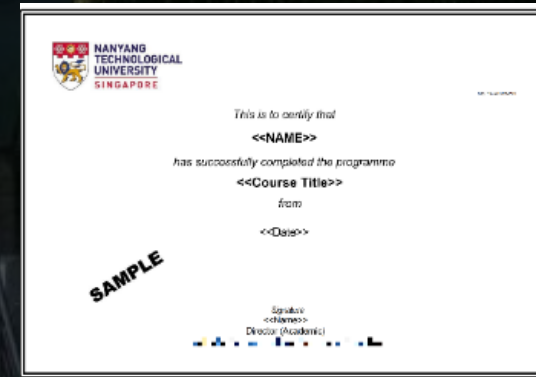 NANYANG
TECHNOLOGICAL
UNIVERSITY
SINGAPORE
This is to certify that
<<NAME>>
has successfully completed the programme
<<Course Title>>
from
<<Date>>
SAMPLE
Signature
<<Name>>
Director (Academic)